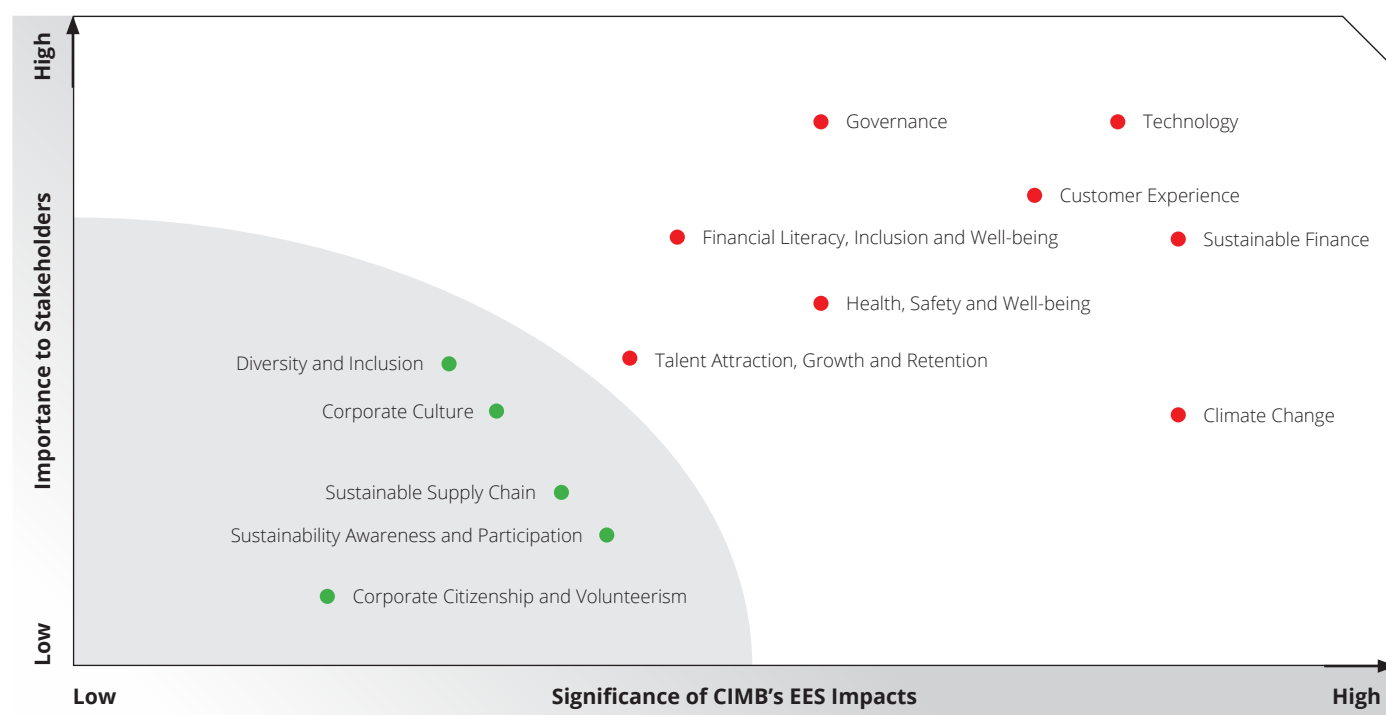 High
Importance to Stakeholders
Low
Governance
Technology
Customer Experience
Financial Literacy, Inclusion and Well-being
Sustainable Finance
Health, Safety and Well-being
Talent Attraction, Growth and Retention
Diversity and Inclusion
Corporate Culture
Climate Change
Sustainable Supply Chain
Sustainability Awareness and Participation
Corporate Citizenship and Volunteerism
Low
Significance of CIMB's EES Impacts
High